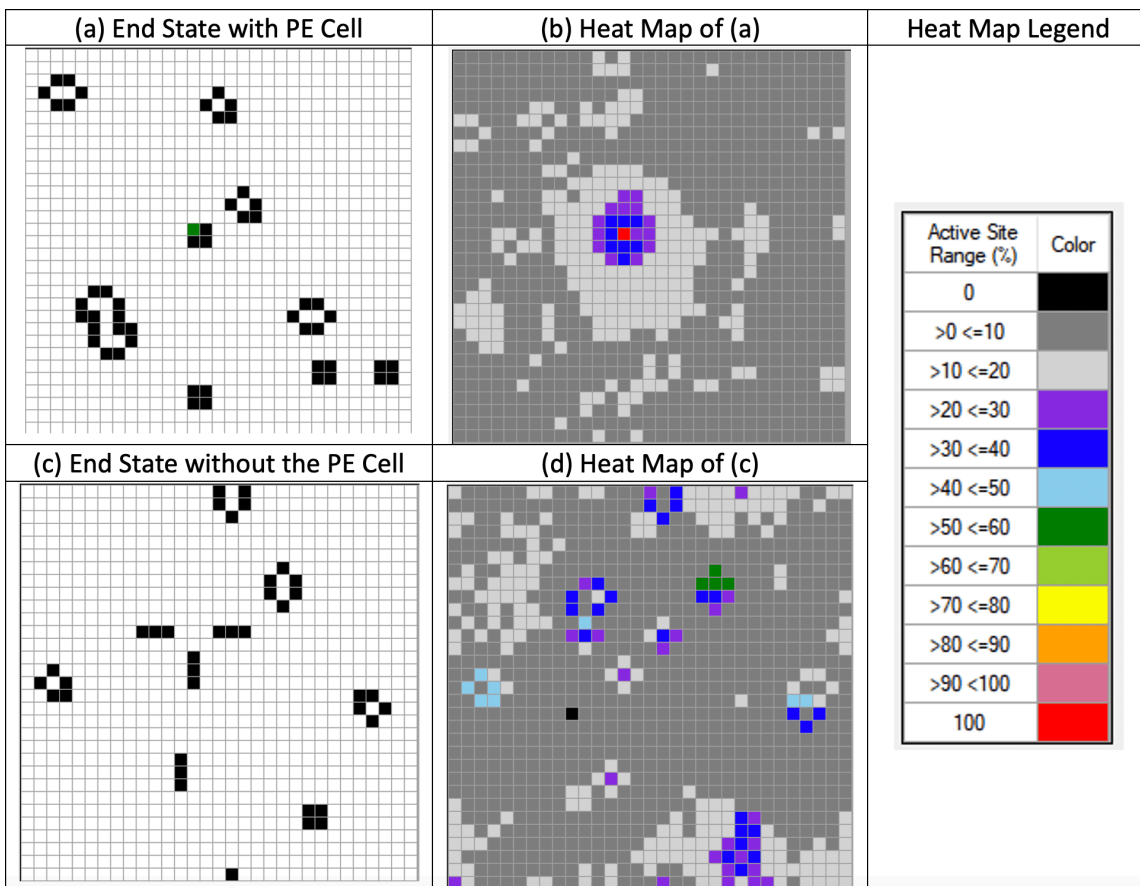 (a) End State with PE Cell
(b) Heat Map of (a)
Heat Map Legend
(c) End State without the PE Cell
(d) Heat Map of (c)
Active Site
Range (%)
Color
0
>0 <=10
>10 <=20
>20 <=30
>30 <=40
>40 <=50
>50 <=60
>60 <=70
>70 <=80
>80 <=90
>90 <100
100